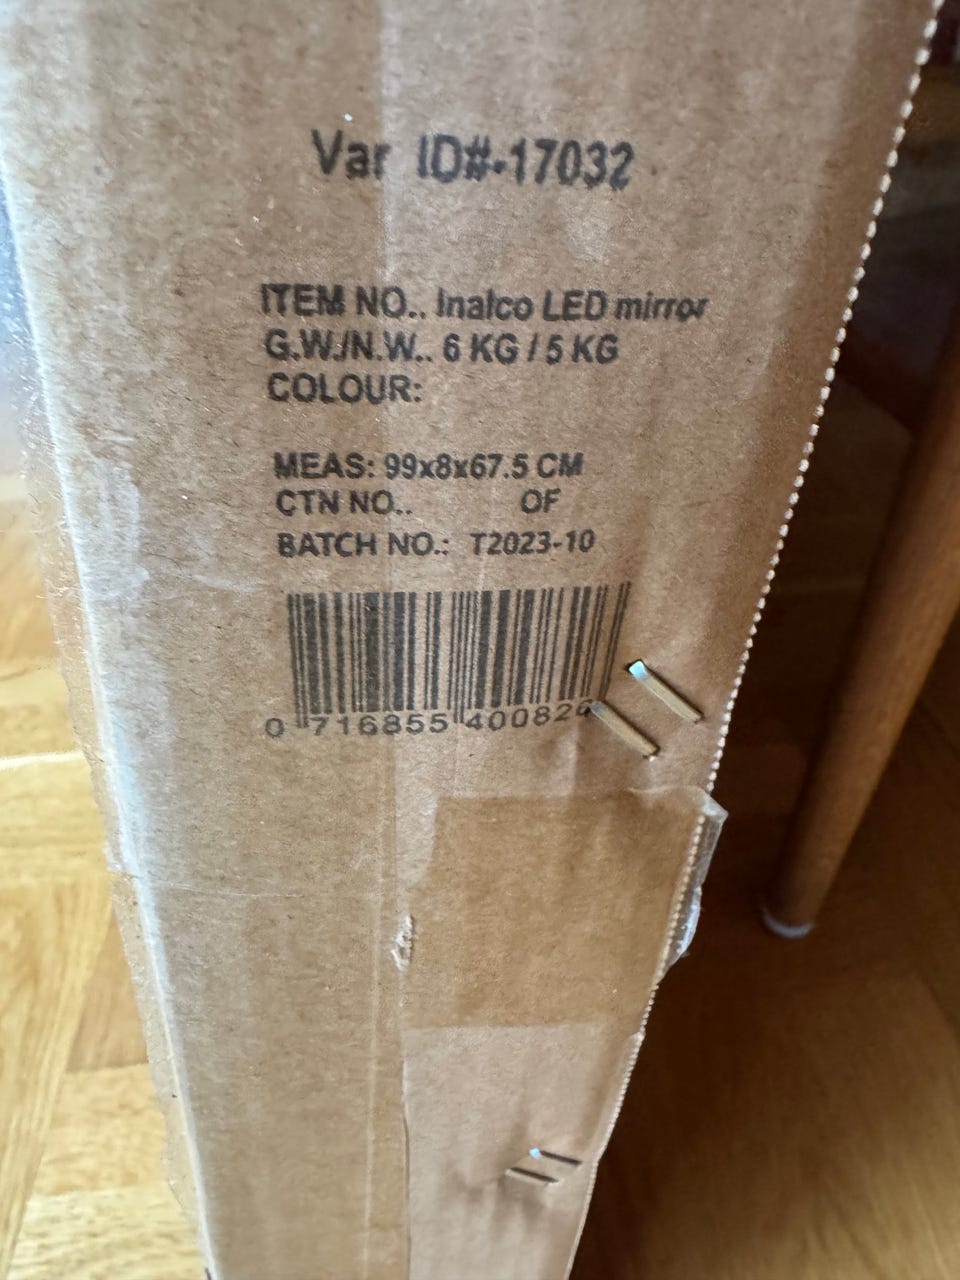 Var ID#-17032
ITEM NO.. Inalco LED mirror
G.W./N.W.. 6 KG / 5 KG
COLOUR:
MEAS: 99x8x67.5 CM
CTN NO.. OF
BATCH NO.: T2023-10
0 716855 40082